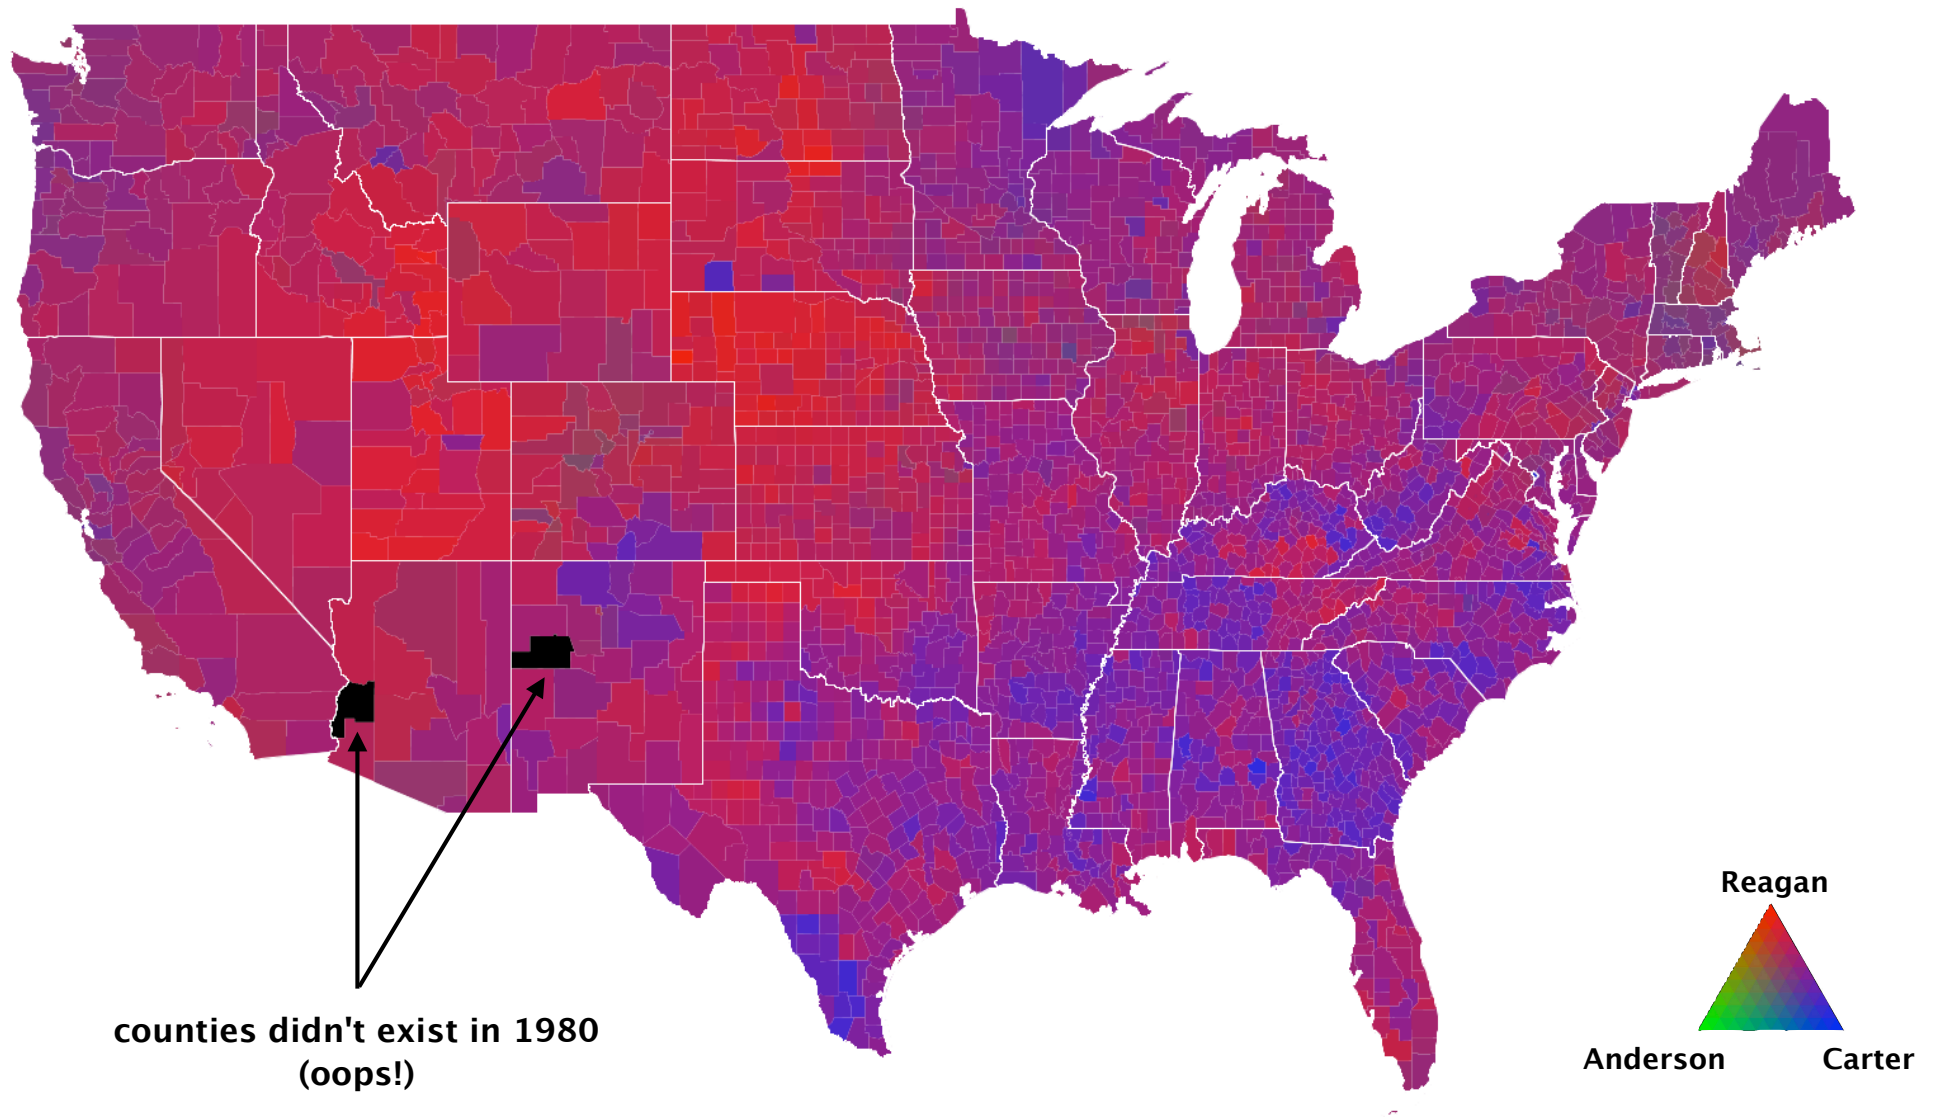 Reagan
Anderson
Carter
counties didn't exist in 1980
(oops!)